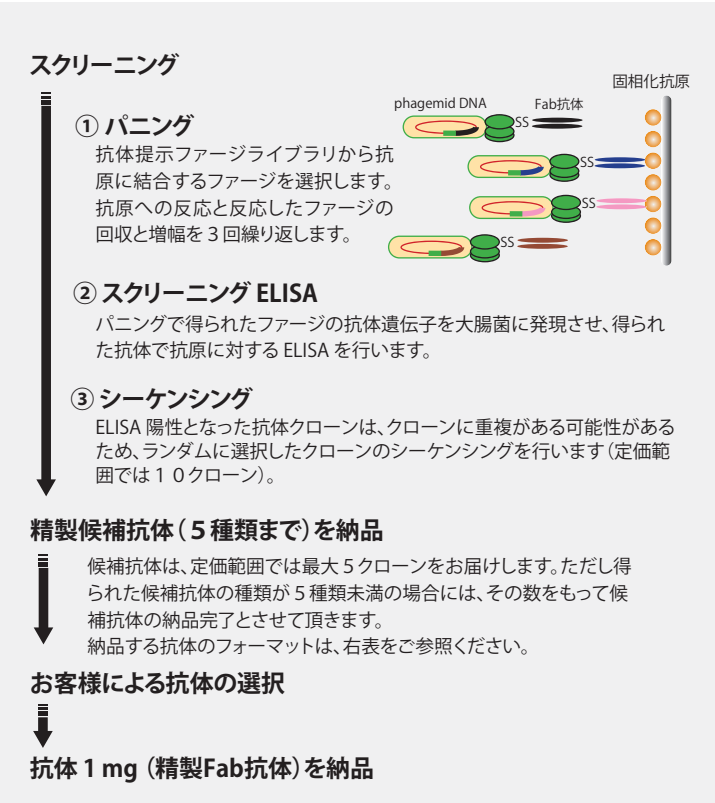 スクリーニング
① パニング
抗体提示ファージライブラリから抗
原に結合するファージを選択します。
抗原への反応と反応したファージの
回収と増幅を３回繰り返します。
固相化抗原
phagemid DNA
Fab抗体
SS
SS
SS
SS
② スクリーニング ELISA
パニングで得られたファージの抗体遺伝子を大腸菌に発現させ、得られ
た抗体で抗原に対する ELISA を行います。
③ シーケンシング
ELISA 陽性となった抗体クローンは、クローンに重複がある可能性がある
ため、ランダムに選択したクローンのシーケンシングを行います（定価範
囲では１０クローン）。
精製候補抗体（５種類まで）を納品
候補抗体は、定価範囲では最大５クローンをお届けします。ただし得
られた候補抗体の種類が５種類未満の場合には、その数をもって候
補抗体の納品完了とさせて頂きます。
納品する抗体のフォーマットは、右表をご参照ください。
お客様による抗体の選択
抗体 1 mg（精製Fab抗体）を納品